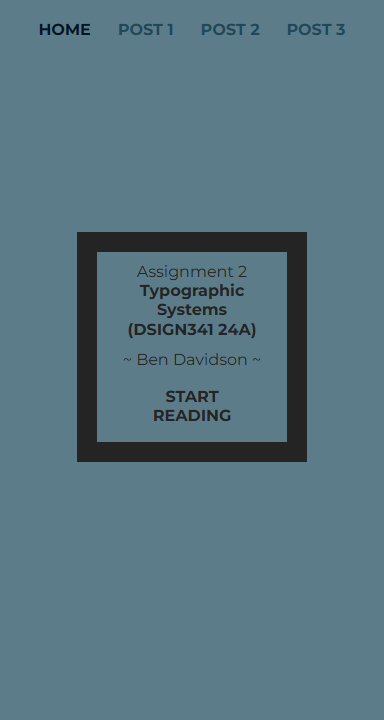 HOME POST 1 POST 2 POST 3
Assignment 2
Typographic
Systems
(DSIGN341 24A)
~ Ben Davidson ~
START
READING